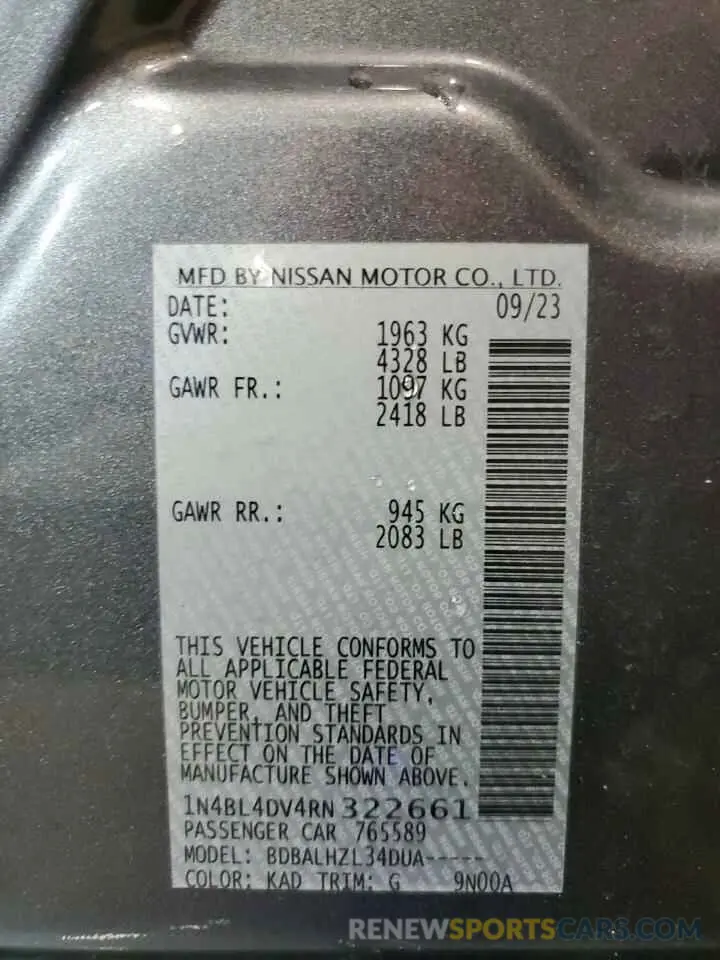 MFD BY NISSAN MOTOR CO., LTD.
DATE: 09/23
GVWR: 1963 KG
4328 LB
GAWR FR.: 1097 KG
2418 LB
GAWR RR.: 945 KG
2083 LB
THIS VEHICLE CONFORMS TO
ALL APPLICABLE FEDERAL
MOTOR VEHICLE SAFETY,
BUMPER, AND THEFT
PREVENTION STANDARDS IN
EFFECT ON THE DATE OF
MANUFACTURE SHOWN ABOVE.
1N4BL4DV4RN322661
PASSENGER CAR 765589
MODEL: BDBALHZL34DUA-----
COLOR: KAD TRIM: G 9N00A
RENEWSPORTSCARS.COM